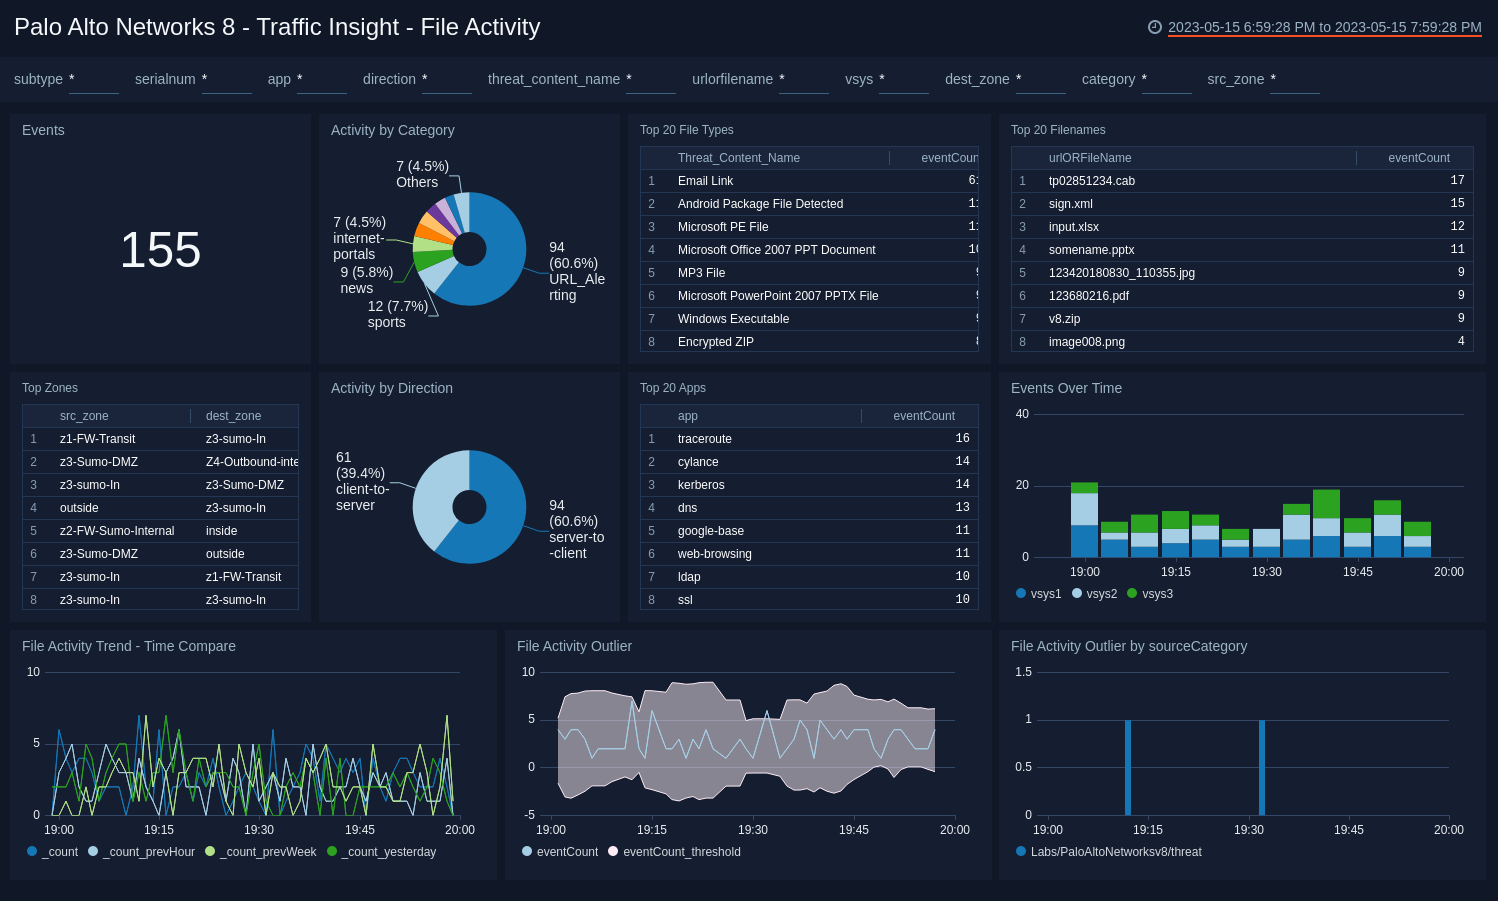 Palo Alto Networks 8 - Traffic Insight - File Activity
2023-05-15 6:59:28 PM to 2023-05-15 7:59:28 PM
subtype * serialnum * app * direction * threat_content_name * urlorfilename * vsys * dest_zone * category * src_zone *
Events
155
Activity by Category
7 (4.5%)
Others
7 (4.5%)
internet-
portals
9 (5.8%)
news
12 (7.7%)
sports
94
(60.6%)
URL_Ale
rting
Top 20 File Types
Threat_Content_Name eventCoun
1 Email Link
2 Android Package File Detected
3 Microsoft PE File
4 Microsoft Office 2007 PPT Document
5 MP3 File
6 Microsoft PowerPoint 2007 PPTX File
7 Windows Executable
8 Encrypted ZIP
Top 20 Filenames
urlORFileName eventCount
1 tp02851234.cab 17
2 sign.xml 15
3 input.xlsx 12
4 somename.pptx 11
5 123420180830_110355.jpg 9
6 123680216.pdf 9
7 v8.zip 9
8 image008.png 4
Top Zones
src_zone dest_zone
1 z1-FW-Transit z3-sumo-In
2 z3-Sumo-DMZ Z4-Outbound-inte
3 z3-sumo-In z3-Sumo-DMZ
4 outside z3-sumo-In
5 z2-FW-Sumo-Internal inside
6 z3-Sumo-DMZ outside
7 z3-sumo-In z1-FW-Transit
8 z3-sumo-In z3-sumo-In
Activity by Direction
61
(39.4%)
client-to-
server
94
(60.6%)
server-to
-client
Top 20 Apps
app eventCount
1 traceroute 16
2 cylance 14
3 kerberos 14
4 dns 13
5 google-base 11
6 web-browsing 11
7 ldap 10
8 ssl 10
Events Over Time
40
20
0
19:00 19:15 19:30 19:45 20:00
vsys1 vsys2 vsys3
File Activity Trend - Time Compare
10
5
0
19:00 19:15 19:30 19:45 20:00
_count _count_prevHour _count_prevWeek _count_yesterday
File Activity Outlier
10
5
0
-5
19:00 19:15 19:30 19:45 20:00
eventCount eventCount_threshold
File Activity Outlier by sourceCategory
1.5
1
0.5
0
19:00 19:15 19:30 19:45 20:00
Labs/PaloAltoNetworksv8/threat